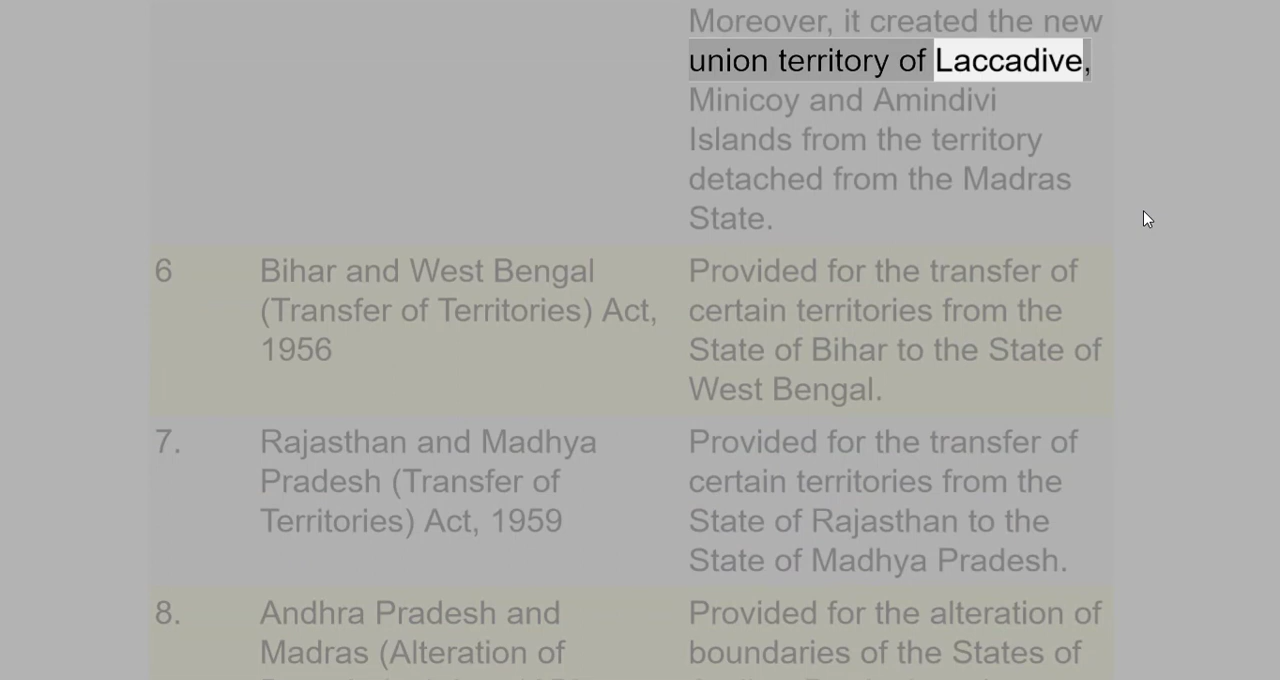 Moreover, it created the new
union territory of Laccadive,
Minicoy and Amindivi
Islands from the territory
detached from the Madras
State.
6
Bihar and West Bengal
(Transfer of Territories) Act,
1956
Provided for the transfer of
certain territories from the
State of Bihar to the State of
West Bengal.
7.
Rajasthan and Madhya
Pradesh (Transfer of
Territories) Act, 1959
Provided for the transfer of
certain territories from the
State of Rajasthan to the
State of Madhya Pradesh.
8.
Andhra Pradesh and
Madras (Alteration of
Provided for the alteration of
boundaries of the States of